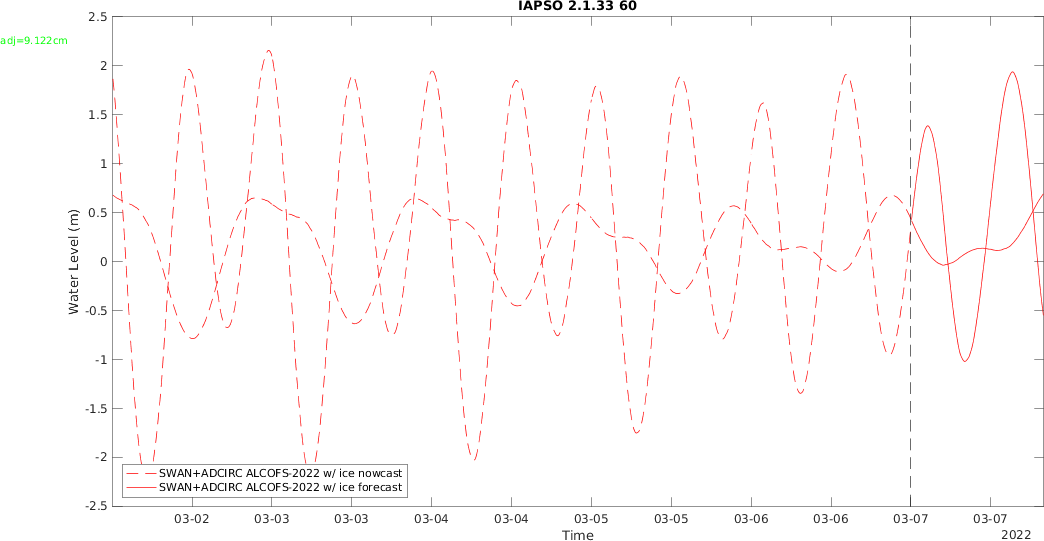 IAPSO 2.1.33 60
adj=9.122cm
2.5
2
1.5
1
0.5
0
-0.5
-1
-1.5
-2
-2.5
Water Level (m)
SWAN+ADCIRC ALCOFS-2022 w/ ice nowcast
SWAN+ADCIRC ALCOFS-2022 w/ ice forecast
03-02 03-03 03-03 03-04 03-04 03-05 03-05 03-06 03-06 03-07 03-07
Time
2022